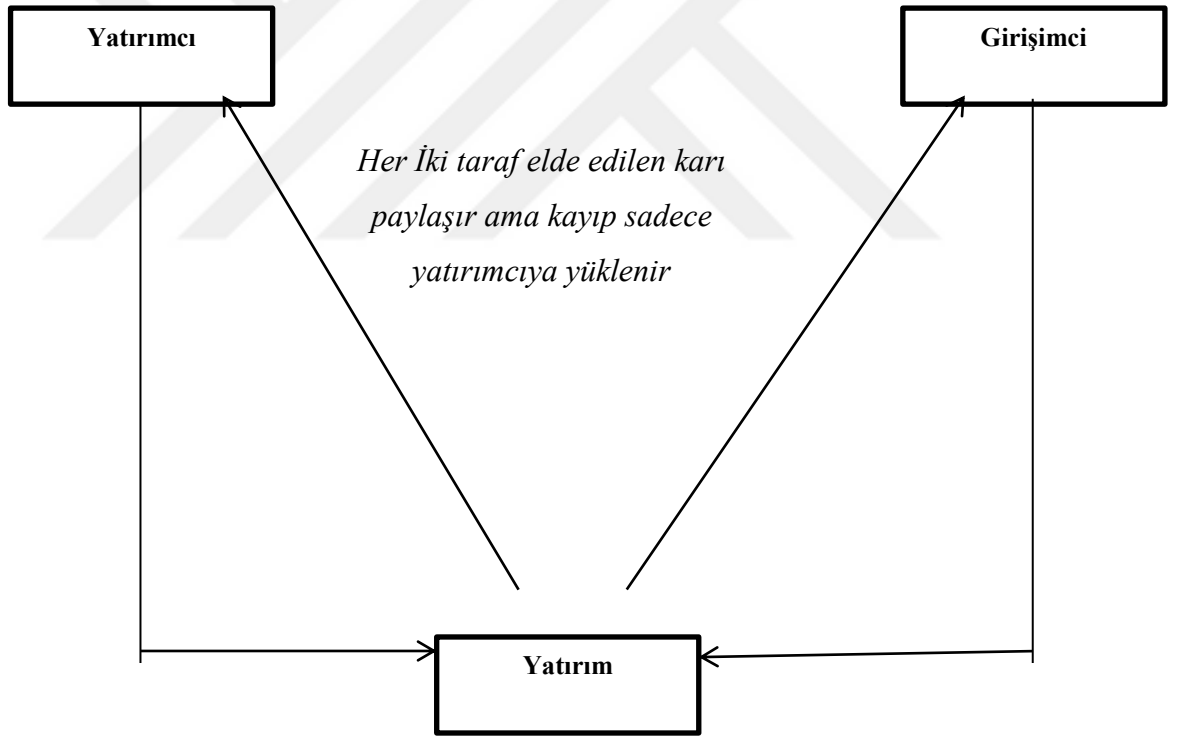 Yatırımcı
Girişimci
Her İki taraf elde edilen karı
paylaşır ama kayıp sadece
yatırımcıya yüklenir
Yatırım